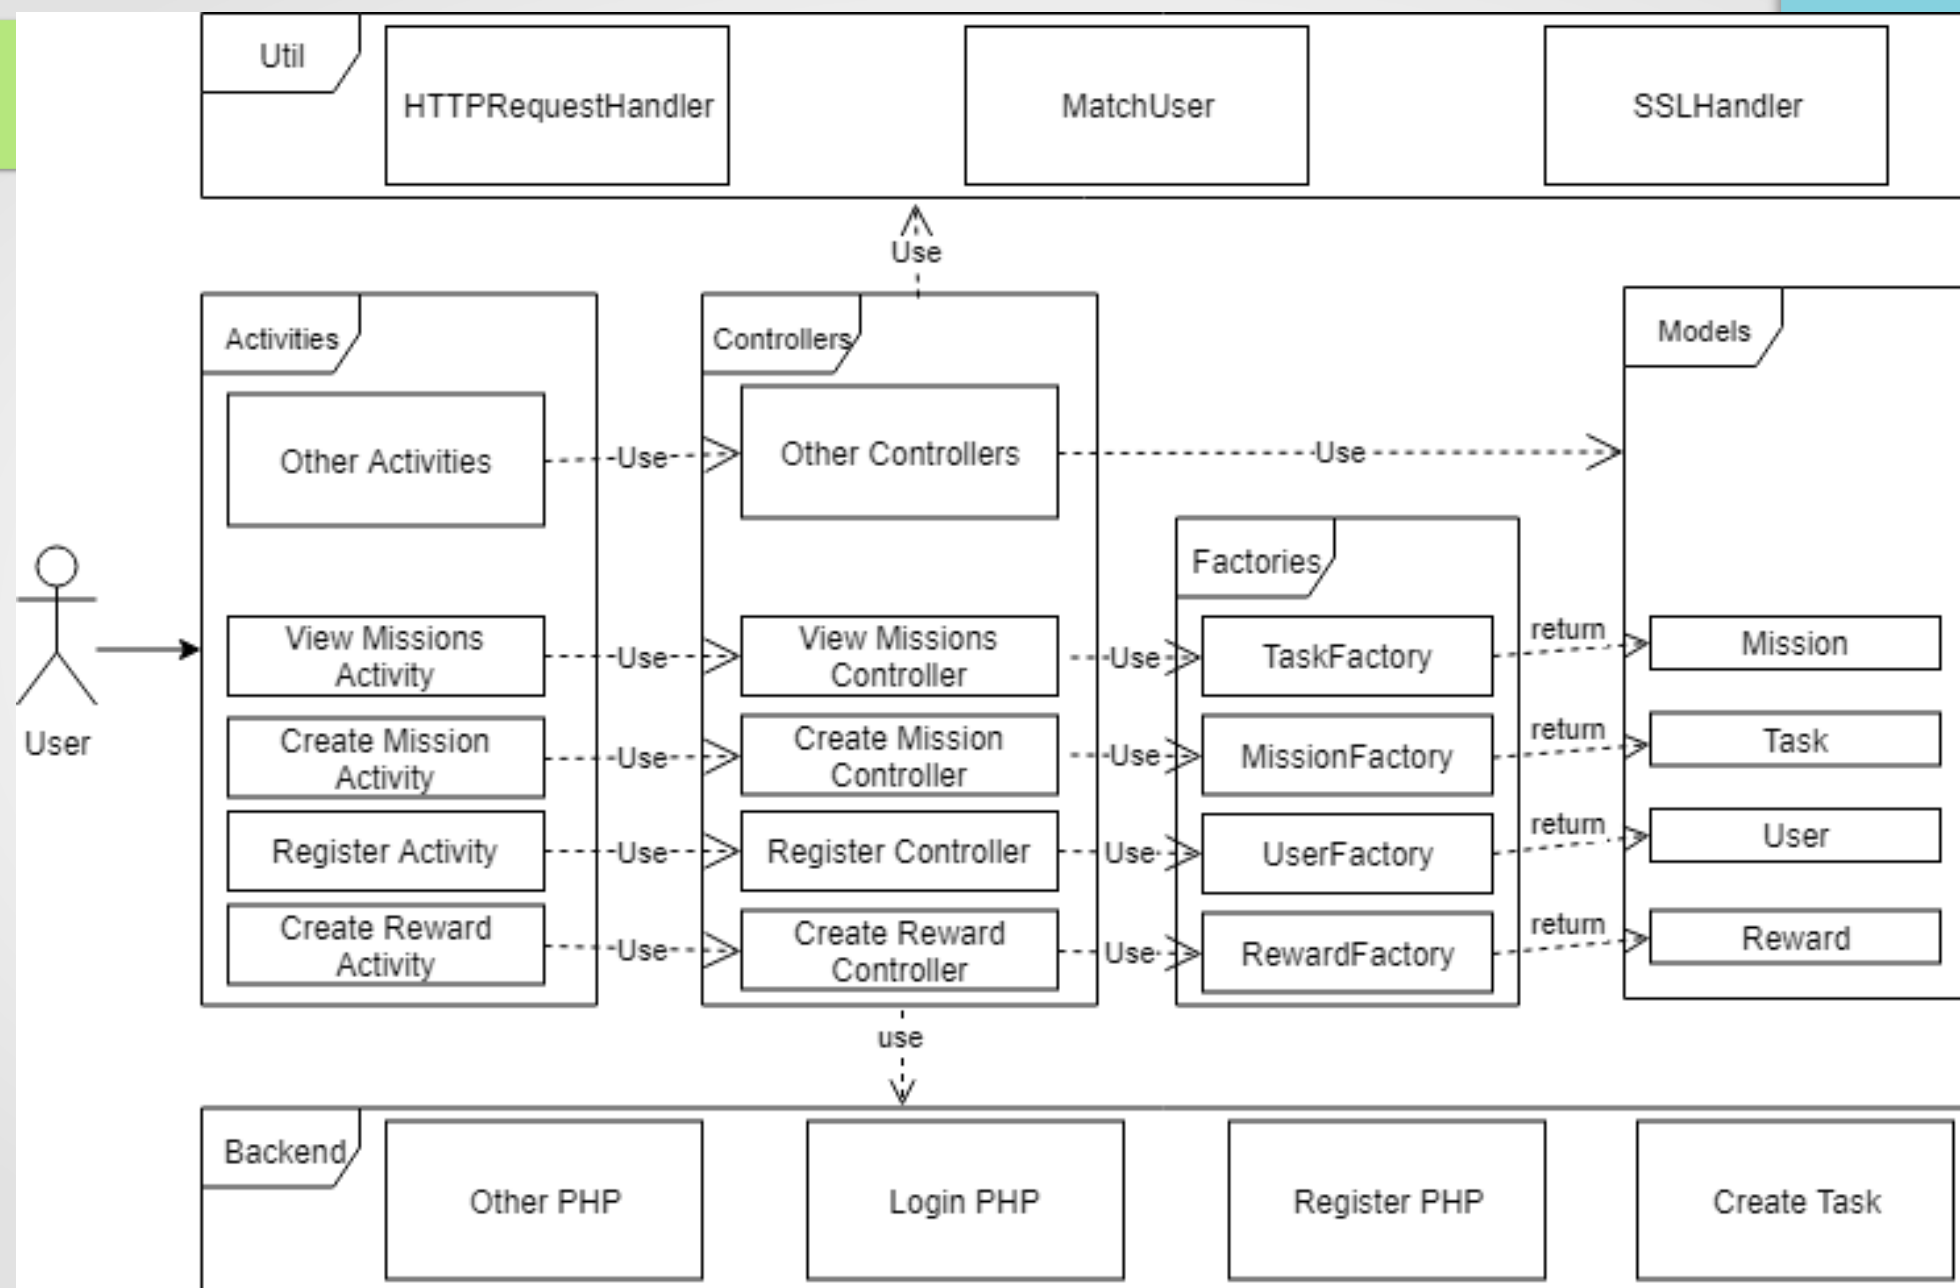 Util
HTTPRequestHandler
MatchUser
SSLHandler
Use
Activities
Controllers
Models
Other Activities
Use
Other Controllers
Use
Factories
User
View Missions
Activity
Use
View Missions
Controller
Use
TaskFactory
return
Mission
Create Mission
Activity
Use
Create Mission
Controller
Use
MissionFactory
return
Task
Register Activity
Use
Register Controller
Use
UserFactory
return
User
Create Reward
Activity
Use
Create Reward
Controller
Use
RewardFactory
return
Reward
use
Backend
Other PHP
Login PHP
Register PHP
Create Task